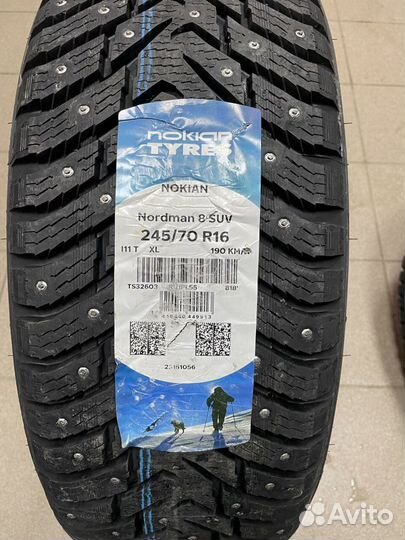 nokian
TYRES
NOKIAN
Nordman 8 SUV
245/70 R16
111 T XL 190 KM/H
TS32603
Avito